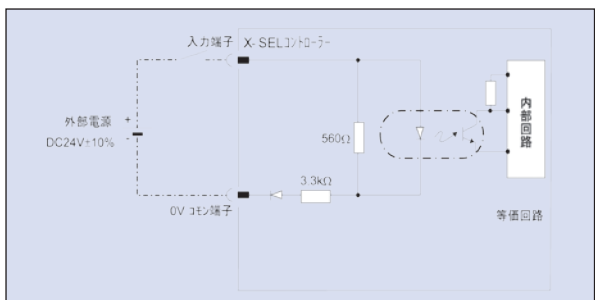 入力端子 X-SELコントローラー
外部電源
+
-
DC24V±10%
560Ω
3.3kΩ
0V コモン端子
内部回路
等価回路